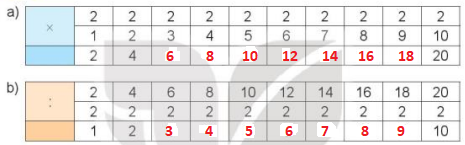 a)
× 2 2 2 2 2 2 2 2 2 2
1 2 3 4 5 6 7 8 9 10
2 4 6 8 10 12 14 16 18 20
b)
: 2 4 6 8 10 12 14 16 18 20
2 2 2 2 2 2 2 2 2 2
1 2 3 4 5 6 7 8 9 10